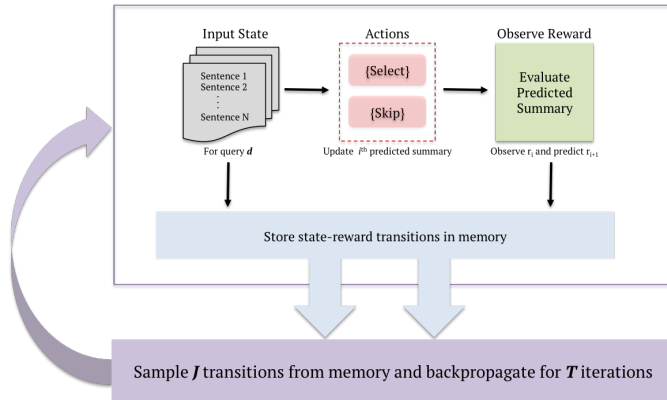 Input State
Actions
Observe Reward
Sentence 1
Sentence 2
.
.
.
Sentence N
{Select}
{Skip}
Evaluate
Predicted
Summary
For query d
Update iᵗʰ predicted summary
Observe rᵢ and predict rᵢ₊₁
Store state-reward transitions in memory
Sample J transitions from memory and backpropagate for T iterations